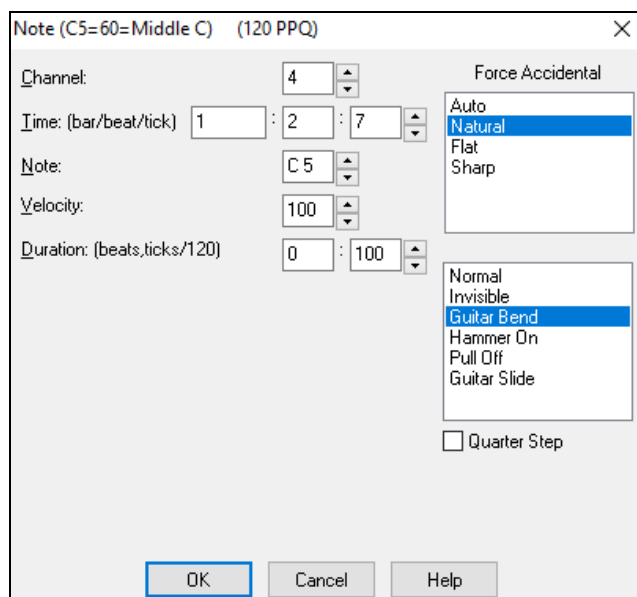 Note (C5=60=Middle C) (120 PPQ)
Channel: 4
Time: (bar/beat/tick) 1 : 2 : 7
Note: C 5
Velocity: 100
Duration: (beats,ticks/120) 0 : 100
Force Accidental
Auto
Natural
Flat
Sharp
Normal
Invisible
Guitar Bend
Hammer On
Pull Off
Guitar Slide
Quarter Step
OK Cancel Help